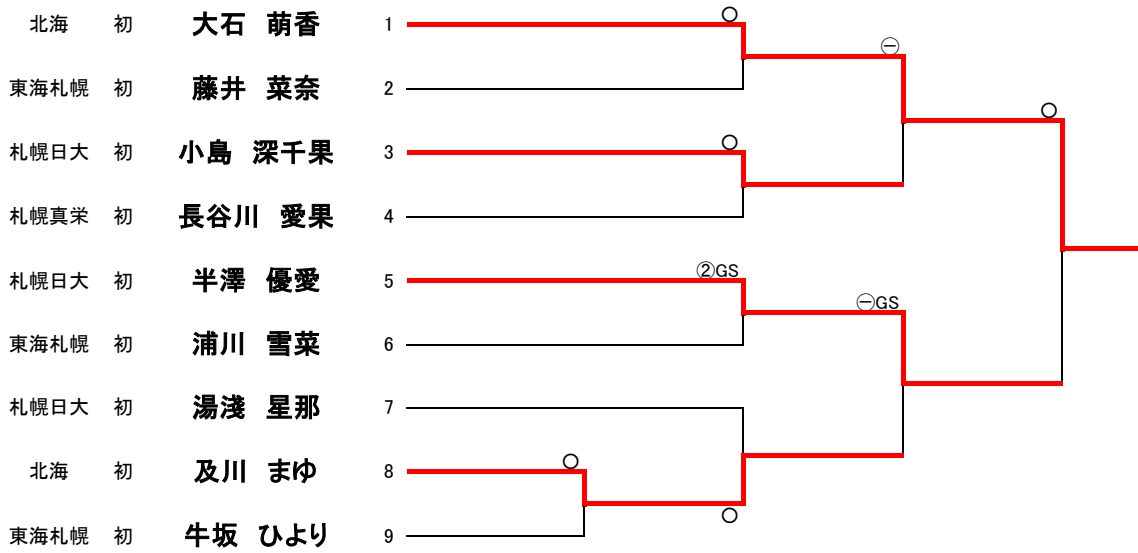 北海 初 大石 萌香 1 ○
㊀
東海札幌 初 藤井 菜奈 2
○
札幌日大 初 小島 深千果 3 ○
札幌真栄 初 長谷川 愛果 4
札幌日大 初 半澤 優愛 5 ②GS
㊀GS
東海札幌 初 浦川 雪菜 6
札幌日大 初 湯淺 星那 7
北海 初 及川 まゆ 8 ○
○
東海札幌 初 牛坂 ひより 9